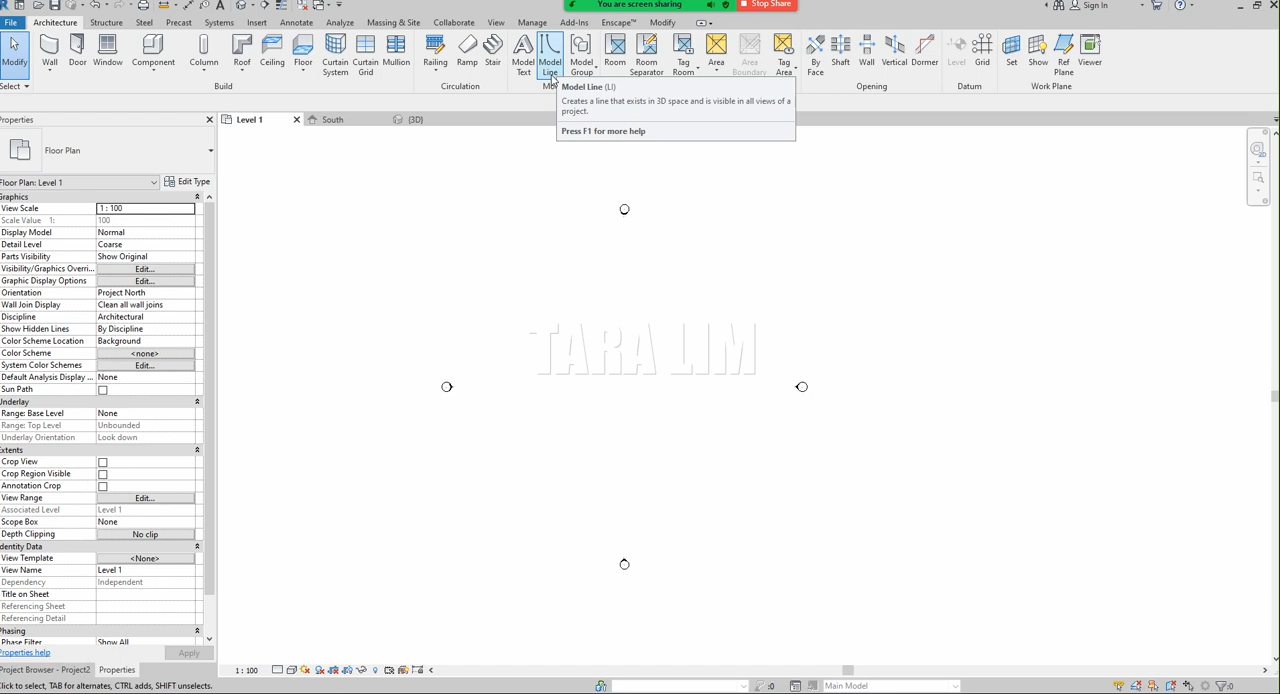 You are screen sharing
Stop Share
Sign In
File Architecture Structure Steel Precast Systems Insert Annotate Analyze Massing & Site Collaborate View Manage Add-Ins Enscape™ Modify
Modify Wall Door Window Component Column Roof Ceiling Floor Curtain System Curtain Grid Mullion Railing Ramp Stair Model Text Model Line Model Group Room Room Separator Tag Room Area Area Boundary Tag Area By Face Shaft Wall Vertical Dormer Level Grid Set Show Ref Plane Viewer
Select Build Circulation Opening Datum Work Plane
Model Line (LI)
Creates a line that exists in 3D space and is visible in all views of a
project.
Press F1 for more help
Properties
Level 1 South {3D}
Floor Plan
Floor Plan: Level 1 Edit Type
Graphics
View Scale 1 : 100
Scale Value 1: 100
Display Model Normal
Detail Level Coarse
Parts Visibility Show Original
Visibility/Graphics Overri... Edit...
Graphic Display Options Edit...
Orientation Project North
Wall Join Display Clean all wall joins
Discipline Architectural
Show Hidden Lines By Discipline
Color Scheme Location Background
Color Scheme <none>
System Color Schemes Edit...
Default Analysis Display ... None
Sun Path
Underlay
Range: Base Level None
Range: Top Level Unbounded
Underlay Orientation Look down
Extents
Crop View
Crop Region Visible
Annotation Crop
View Range Edit...
Associated Level Level 1
Scope Box None
Depth Clipping No clip
Identity Data
View Template <None>
View Name Level 1
Dependency Independent
Title on Sheet
Referencing Sheet
Referencing Detail
Phasing
Phase Filter Show All
Properties help Apply
Project Browser - Project2 Properties
1 : 100
Click to select, TAB for alternates, CTRL adds, SHIFT unselects.
:0 Main Model :0
TARA LIM